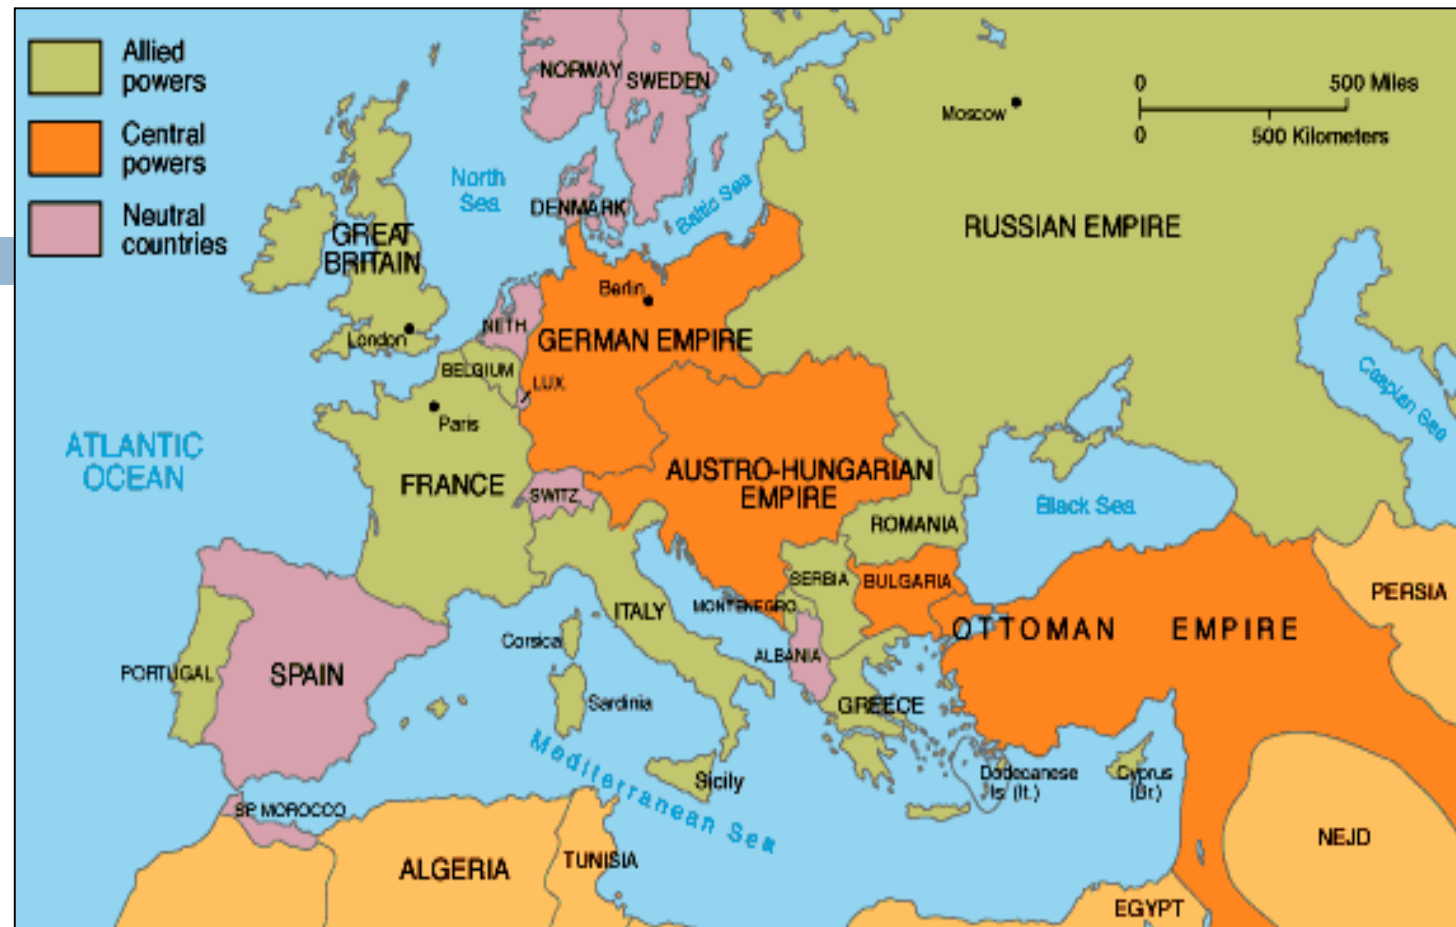 Allied
powers
Central
powers
Neutral
countries
NORWAY
SWEDEN
Moscow
0 500 Miles
0 500 Kilometers
North
Sea
DENMARK
Baltic Sea
RUSSIAN EMPIRE
GREAT
BRITAIN
Berlin
NETH
London
GERMAN EMPIRE
BELGIUM
LUX
Caspian Sea
Paris
ATLANTIC
OCEAN
FRANCE
SWITZ
AUSTRO-HUNGARIAN
EMPIRE
Black Sea
ROMANIA
SERBIA
BULGARIA
PERSIA
MONTENEGRO
ITALY
Corsica
OTTOMAN EMPIRE
ALBANIA
PORTUGAL
SPAIN
Sardinia
GREECE
Mediterranean Sea
Sicily
Dodecanese
Is. (It.)
Cyprus
(Br.)
SP. MOROCCO
ALGERIA
TUNISIA
NEJD
EGYPT